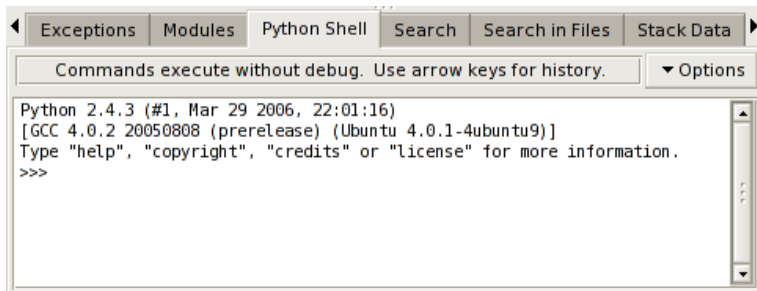 Exceptions Modules Python Shell Search Search in Files Stack Data
Commands execute without debug. Use arrow keys for history. Options
Python 2.4.3 (#1, Mar 29 2006, 22:01:16)
[GCC 4.0.2 20050808 (prerelease) (Ubuntu 4.0.1-4ubuntu9)]
Type "help", "copyright", "credits" or "license" for more information.
>>>